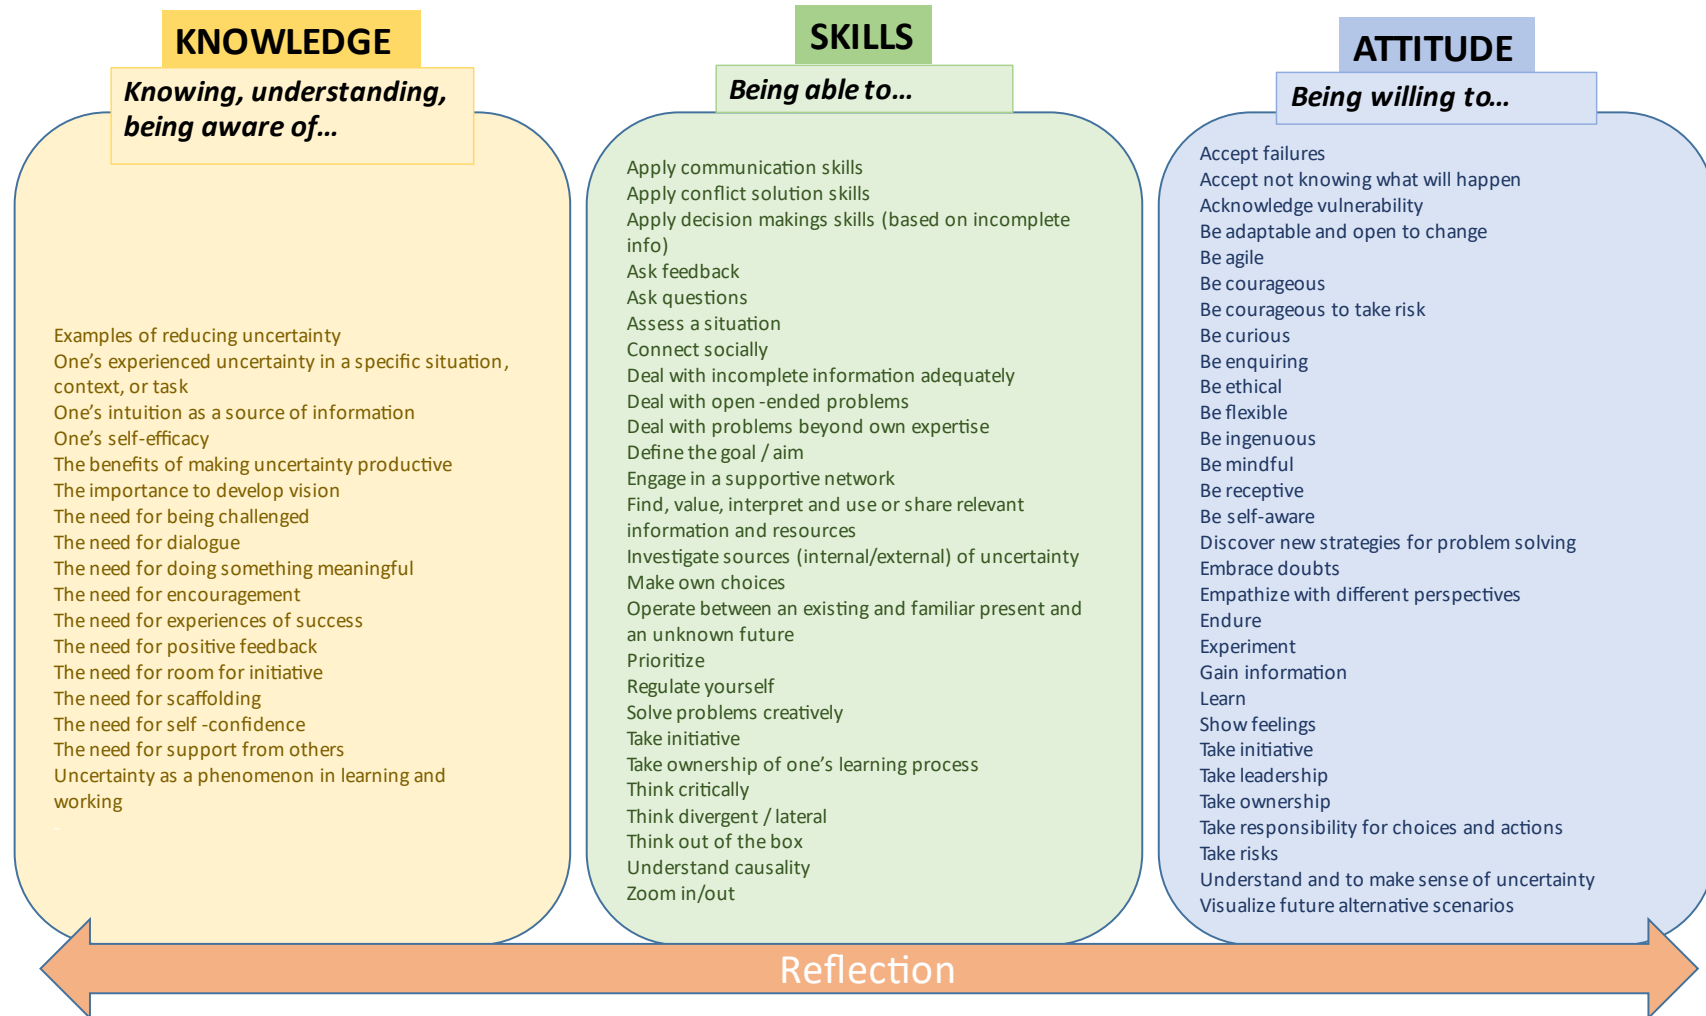 KNOWLEDGE
Knowing, understanding,
being aware of…
Examples of reducing uncertainty
One’s experienced uncertainty in a specific situation,
context, or task
One’s intuition as a source of information
One’s self-efficacy
The benefits of making uncertainty productive
The importance to develop vision
The need for being challenged
The need for dialogue
The need for doing something meaningful
The need for encouragement
The need for experiences of success
The need for positive feedback
The need for room for initiative
The need for scaffolding
The need for self -confidence
The need for support from others
Uncertainty as a phenomenon in learning and
working
SKILLS
Being able to…
Apply communication skills
Apply conflict solution skills
Apply decision makings skills (based on incomplete
info)
Ask feedback
Ask questions
Assess a situation
Connect socially
Deal with incomplete information adequately
Deal with open -ended problems
Deal with problems beyond own expertise
Define the goal / aim
Engage in a supportive network
Find, value, interpret and use or share relevant
information and resources
Investigate sources (internal/external) of uncertainty
Make own choices
Operate between an existing and familiar present and
an unknown future
Prioritize
Regulate yourself
Solve problems creatively
Take initiative
Take ownership of one’s learning process
Think critically
Think divergent / lateral
Think out of the box
Understand causality
Zoom in/out
ATTITUDE
Being willing to…
Accept failures
Accept not knowing what will happen
Acknowledge vulnerability
Be adaptable and open to change
Be agile
Be courageous
Be courageous to take risk
Be curious
Be enquiring
Be ethical
Be flexible
Be ingenuous
Be mindful
Be receptive
Be self-aware
Discover new strategies for problem solving
Embrace doubts
Empathize with different perspectives
Endure
Experiment
Gain information
Learn
Show feelings
Take initiative
Take leadership
Take ownership
Take responsibility for choices and actions
Take risks
Understand and to make sense of uncertainty
Visualize future alternative scenarios
Reflection